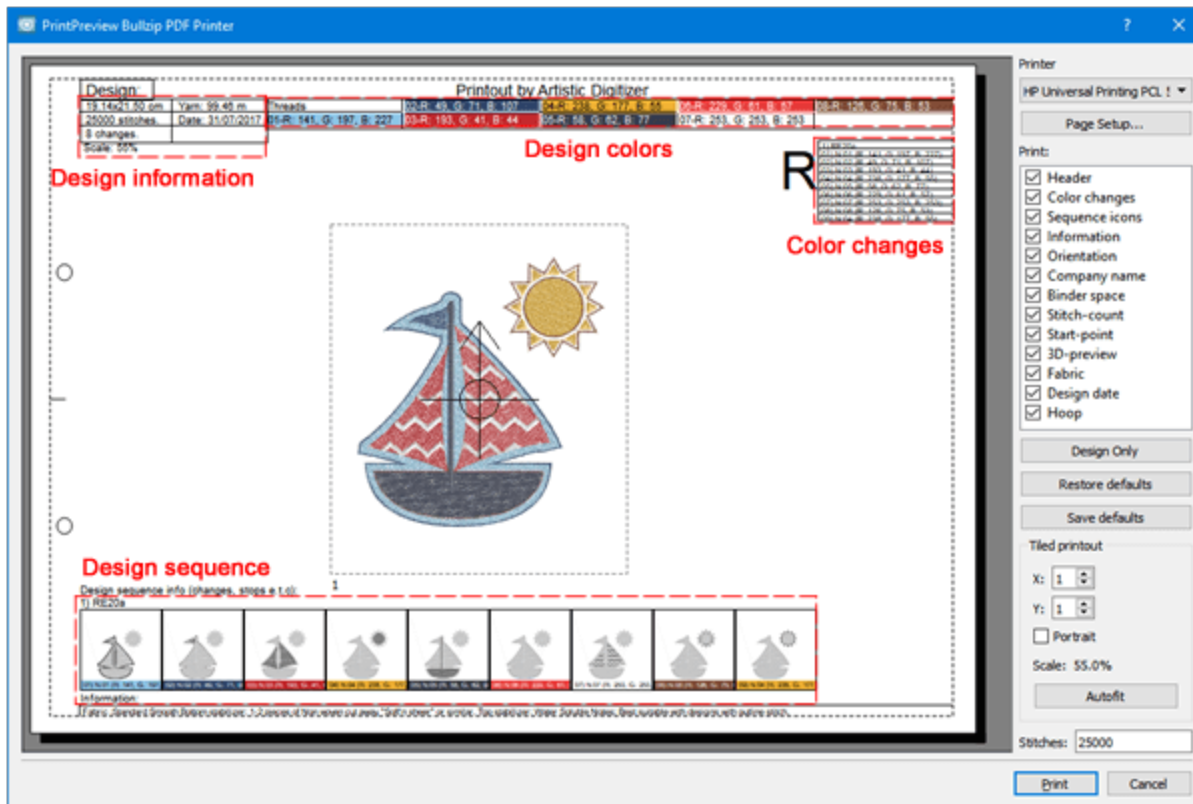 PrintPreview Bullzip PDF Printer
Design:
Printout by Artistic Digitizer
19.14x21.50 cm Yarn: 99.46 m Threads 02-R: 49, G: 71, B: 107 04-R: 238, G: 177, B: 55 06-R: 229, G: 61, B: 57 08-R: 126, G: 75, B: 53
25000 stitches. Date: 31/07/2017 01-R: 141, G: 197, B: 227 03-R: 193, G: 41, B: 44 05-R: 58, G: 62, B: 77 07-R: 253, G: 253, B: 253
8 changes.
Scale: 55%
Design information
Design colors
R
Color changes
Design sequence
1
Design sequence info (changes, stops e.t.c):
1) RE20a
Information:
Printer
HP Universal Printing PCL
Page Setup...
Print:
Header
Color changes
Sequence icons
Information
Orientation
Company name
Binder space
Stitch-count
Start-point
3D-preview
Fabric
Design date
Hoop
Design Only
Restore defaults
Save defaults
Tiled printout
X: 1
Y: 1
Portrait
Scale: 55.0%
Autofit
Stitches: 25000
Print
Cancel